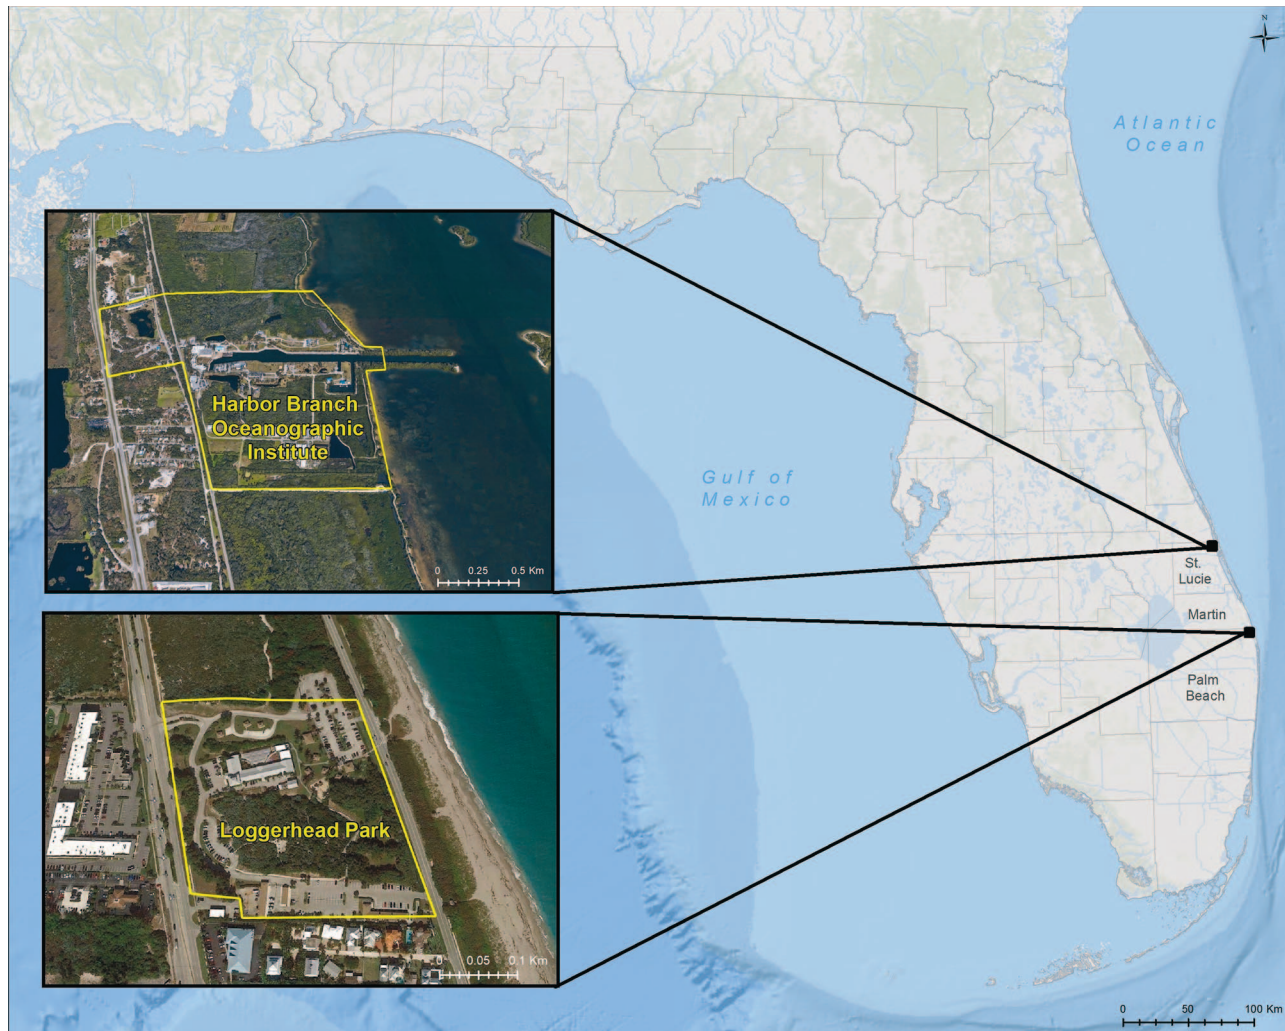 N
Atlantic
Ocean
Harbor Branch
Oceanographic
Institute
0 0.25 0.5 Km
Gulf of
Mexico
St.
Lucie
Martin
Palm
Beach
Loggerhead Park
0 0.05 0.1 Km
0 50 100 Km